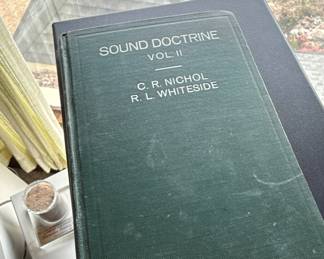 SOUND DOCTRINE
VOL. II
C. R. NICHOL
R. L. WHITESIDE